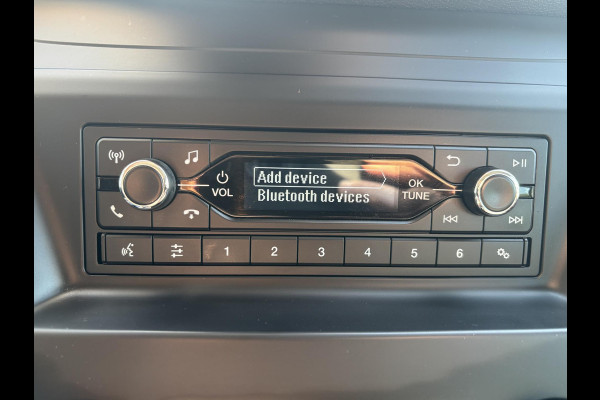 Add device
Bluetooth devices
VOL
OK
TUNE
1 2 3 4 5 6